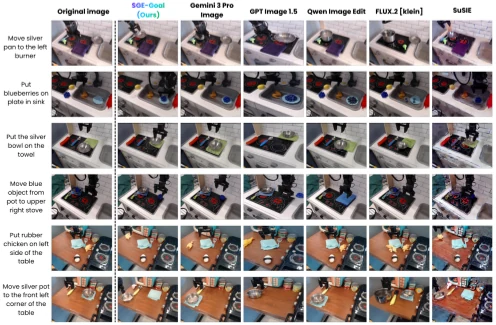 Original image
SGE-Goal
(Ours)
Gemini 3 Pro
Image
GPT Image 1.5
Qwen Image Edit
FLUX.2 [klein]
SuSIE
Move silver
pan to the left
burner
Put
blueberries on
plate in sink
Put the silver
bowl on the
towel
Move blue
object from
pot to upper
right stove
Put rubber
chicken on left
side of the
table
Move silver pot
to the front left
corner of the
table